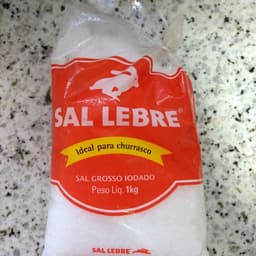 SAL LEBRE®
Ideal para churrasco
SAL GROSSO IODADO
Peso Líq. 1kg
SAL LEBRE